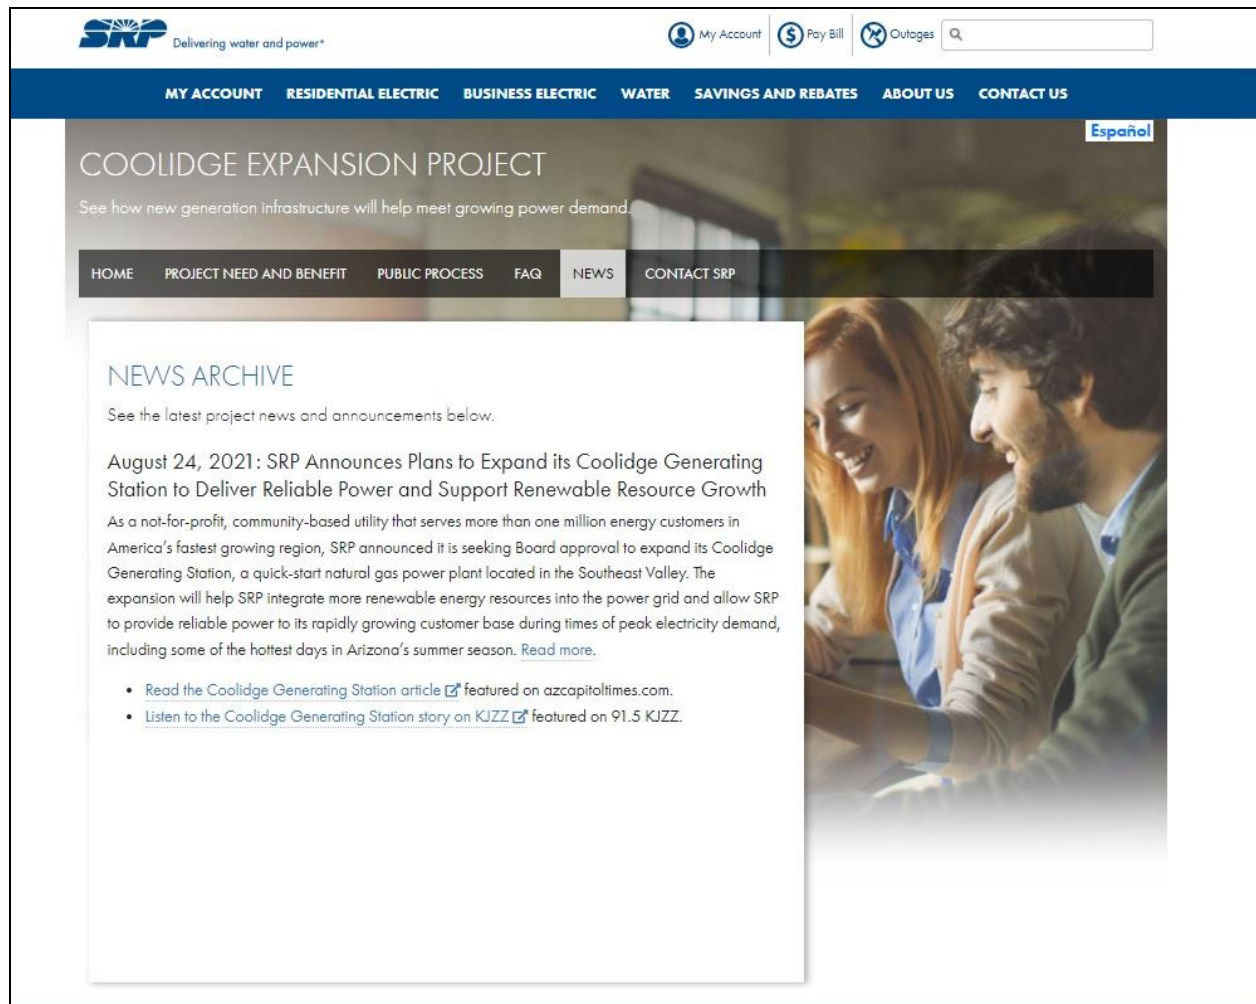 SRP Delivering water and power®
My Account Pay Bill Outages
MY ACCOUNT RESIDENTIAL ELECTRIC BUSINESS ELECTRIC WATER SAVINGS AND REBATES ABOUT US CONTACT US
Español
COOLIDGE EXPANSION PROJECT
See how new generation infrastructure will help meet growing power demand.
HOME PROJECT NEED AND BENEFIT PUBLIC PROCESS FAQ NEWS CONTACT SRP
NEWS ARCHIVE
See the latest project news and announcements below.
August 24, 2021: SRP Announces Plans to Expand its Coolidge Generating
Station to Deliver Reliable Power and Support Renewable Resource Growth
As a not-for-profit, community-based utility that serves more than one million energy customers in
America's fastest growing region, SRP announced it is seeking Board approval to expand its Coolidge
Generating Station, a quick-start natural gas power plant located in the Southeast Valley. The
expansion will help SRP integrate more renewable energy resources into the power grid and allow SRP
to provide reliable power to its rapidly growing customer base during times of peak electricity demand,
including some of the hottest days in Arizona's summer season. Read more.
• Read the Coolidge Generating Station article featured on azcapitoltimes.com.
• Listen to the Coolidge Generating Station story on KJZZ featured on 91.5 KJZZ.